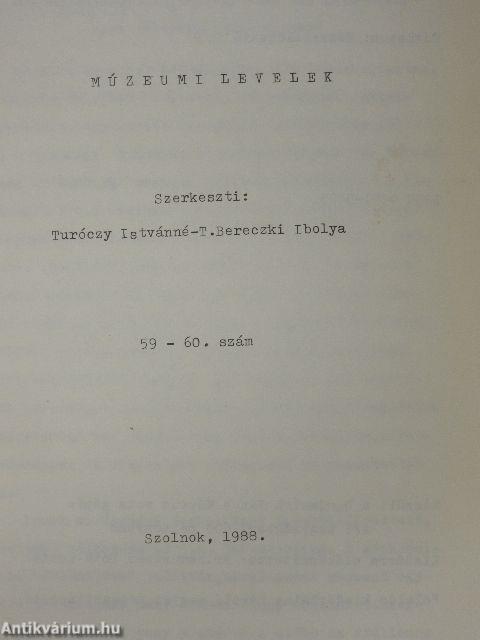 MÚZEUMI LEVELEK
Szerkeszti:
Turóczy Istvánné-T.Bereczki Ibolya
59 - 60. szám
Szolnok, 1988.
Antikvárium.hu